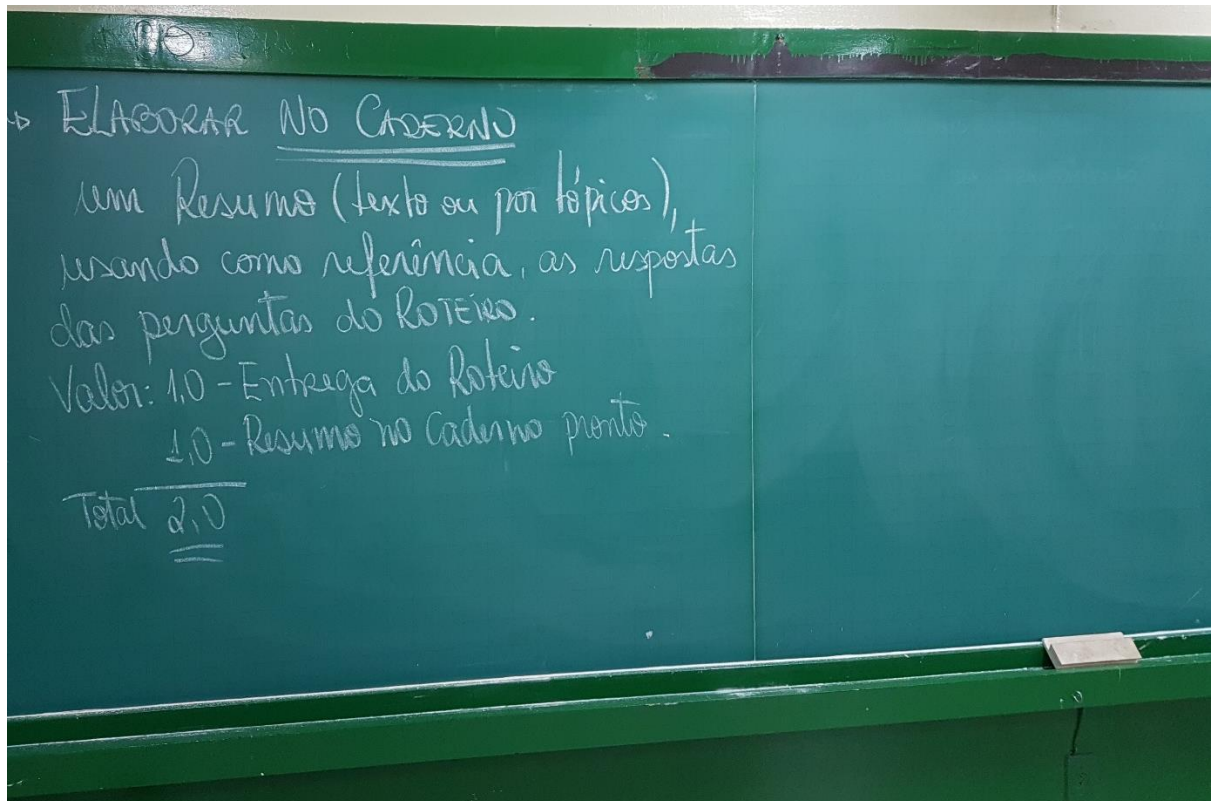 ELABORAR NO CADERNO
um Resumo (texto ou por tópicos),
usando como referência, as respostas
das perguntas do ROTEIRO.
Valor: 1,0 - Entrega do Roteiro
1,0 - Resumo no Caderno pronto.
Total 2,0